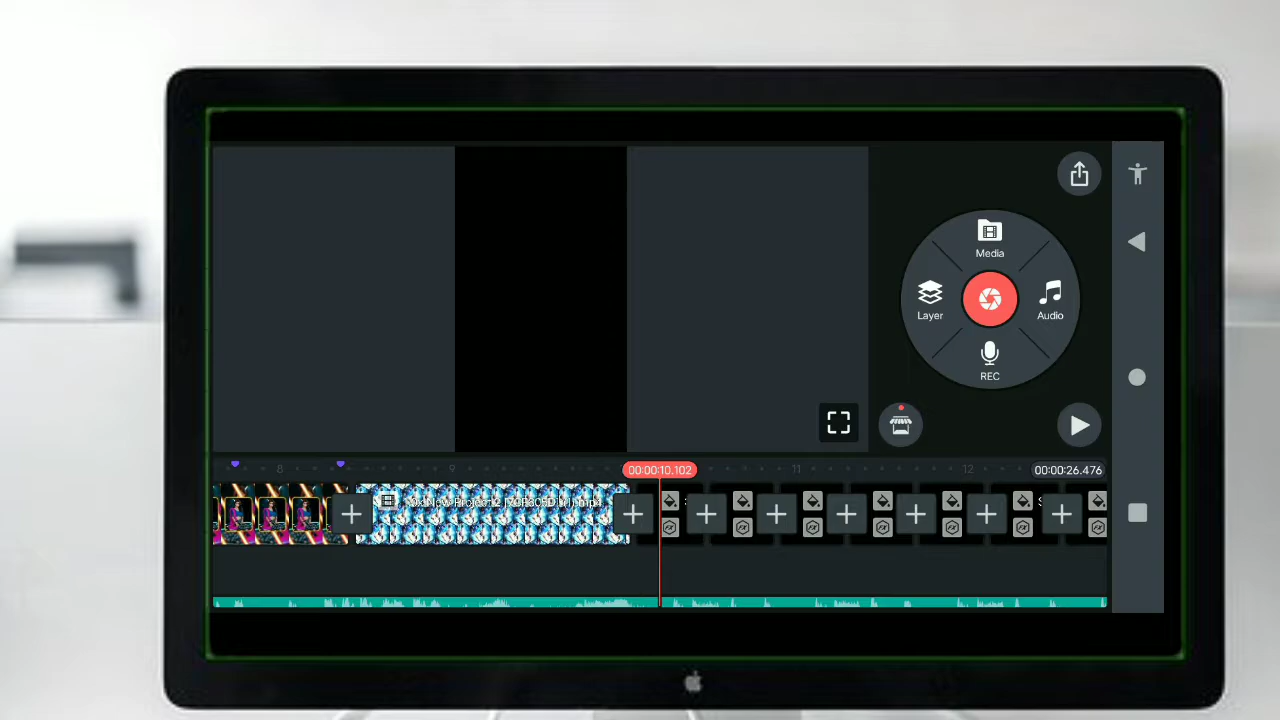 Media
Layer
Audio
REC
8
9
00:00:10.102
11
12
00:00:26.476